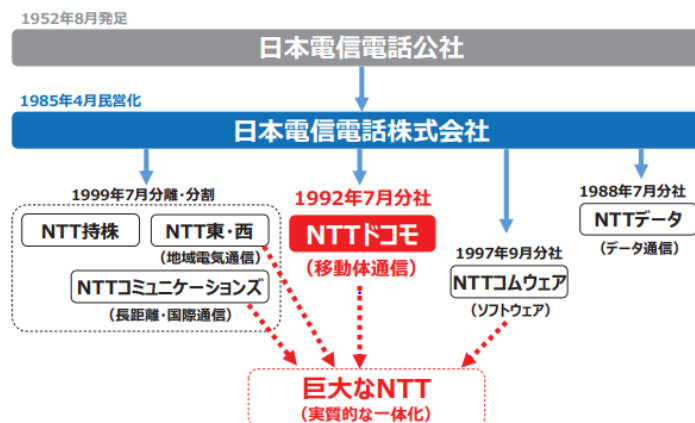 1952年8月発足
日本電信電話公社
1985年4月民営化
日本電信電話株式会社
1999年7月分離・分割
NTT持株
NTT東・西
(地域電気通信)
NTTコミュニケーションズ
(長距離・国際通信)
1992年7月分社
NTTドコモ
(移動体通信)
1997年9月分社
NTTコムウェア
(ソフトウェア)
1988年7月分社
NTTデータ
(データ通信)
巨大なNTT
(実質的な一体化)